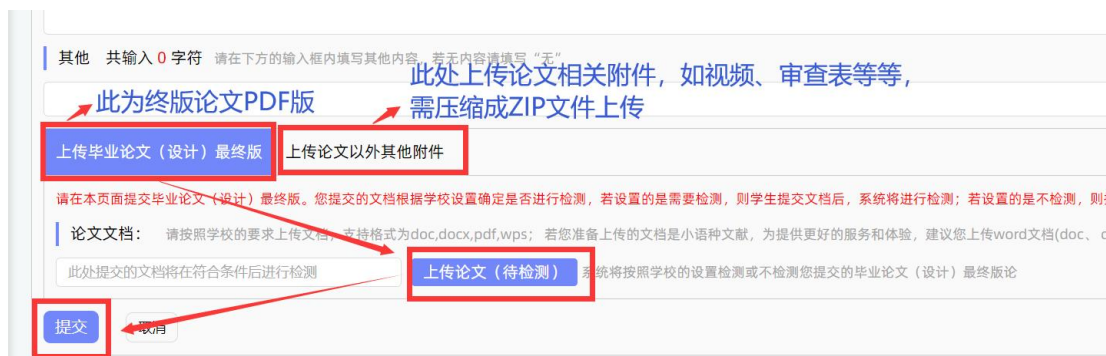 其他 共输入 0 字符 请在下方的输入框内填写其他内容，若无内容请填写“无”
此处上传论文相关附件，如视频、审查表等等，
此为终版论文PDF版
需压缩成ZIP文件上传
上传毕业论文（设计）最终版 上传论文以外其他附件
请在本页面提交毕业论文（设计）最终版。您提交的文档根据学校设置确定是否进行检测，若设置的是需要检测，则学生提交文档后，系统将进行检测；若设置的是不检测，则
论文文档： 请按照学校的要求上传文档，支持格式为doc,docx,pdf,wps； 若您准备上传的文档是小语种文献，为提供更好的服务和体验，建议您上传word文档(doc、
此处提交的文档将在符合条件后进行检测 上传论文（待检测） 系统将按照学校的设置检测或不检测您提交的毕业论文（设计）最终版论
提交 取消